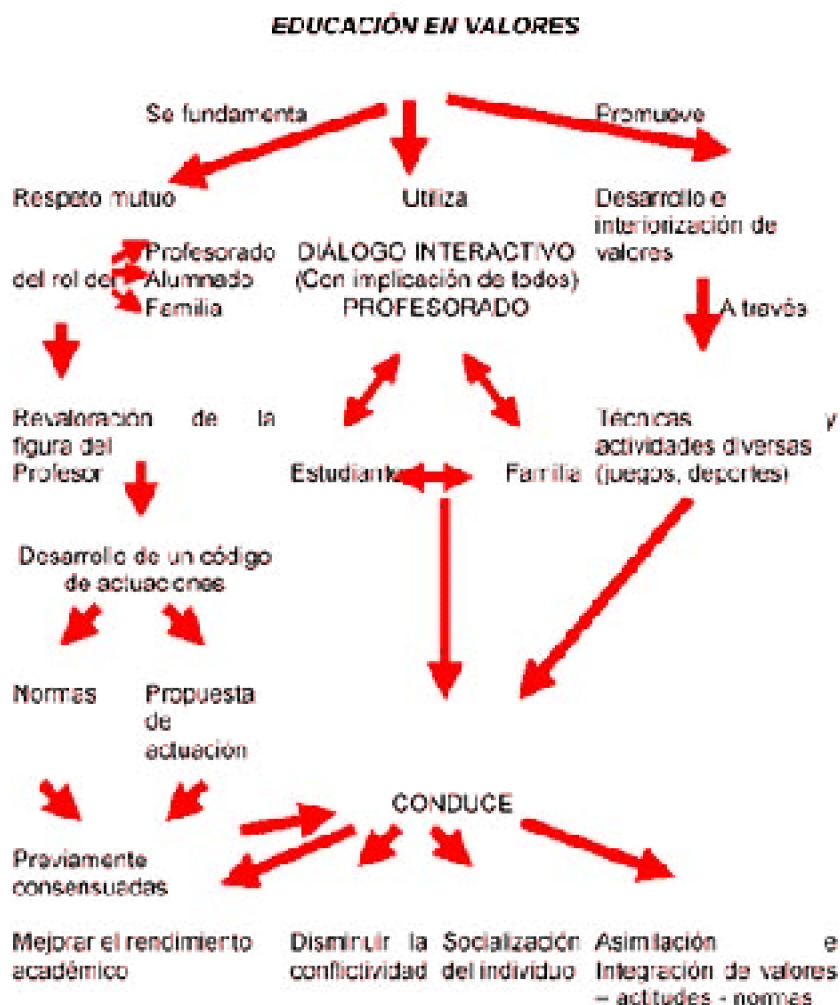 EDUCACIÓN EN VALORES
Se fundamenta
Promueve
Respeto mutuo
Utiliza
Desarrollo e
interiorización de
valores
del rol del
Profesorado
Alumnado
Familia
DIÁLOGO INTERACTIVO
(Con implicación de todos)
PROFESORADO
A través
Revaloración de la
figura del
Profesor
Estudiante
Familia
Técnicas y
actividades diversas
(juegos, deportes)
Desarrollo de un código
de actuaciones
Normas
Propuesta
de
actuación
CONDUCE
Previamente
consensuadas
Mejorar el rendimiento
académico
Disminuir la
conflictividad
Socialización
del individuo
Asimilación e
Integración de valores
– actitudes - normas